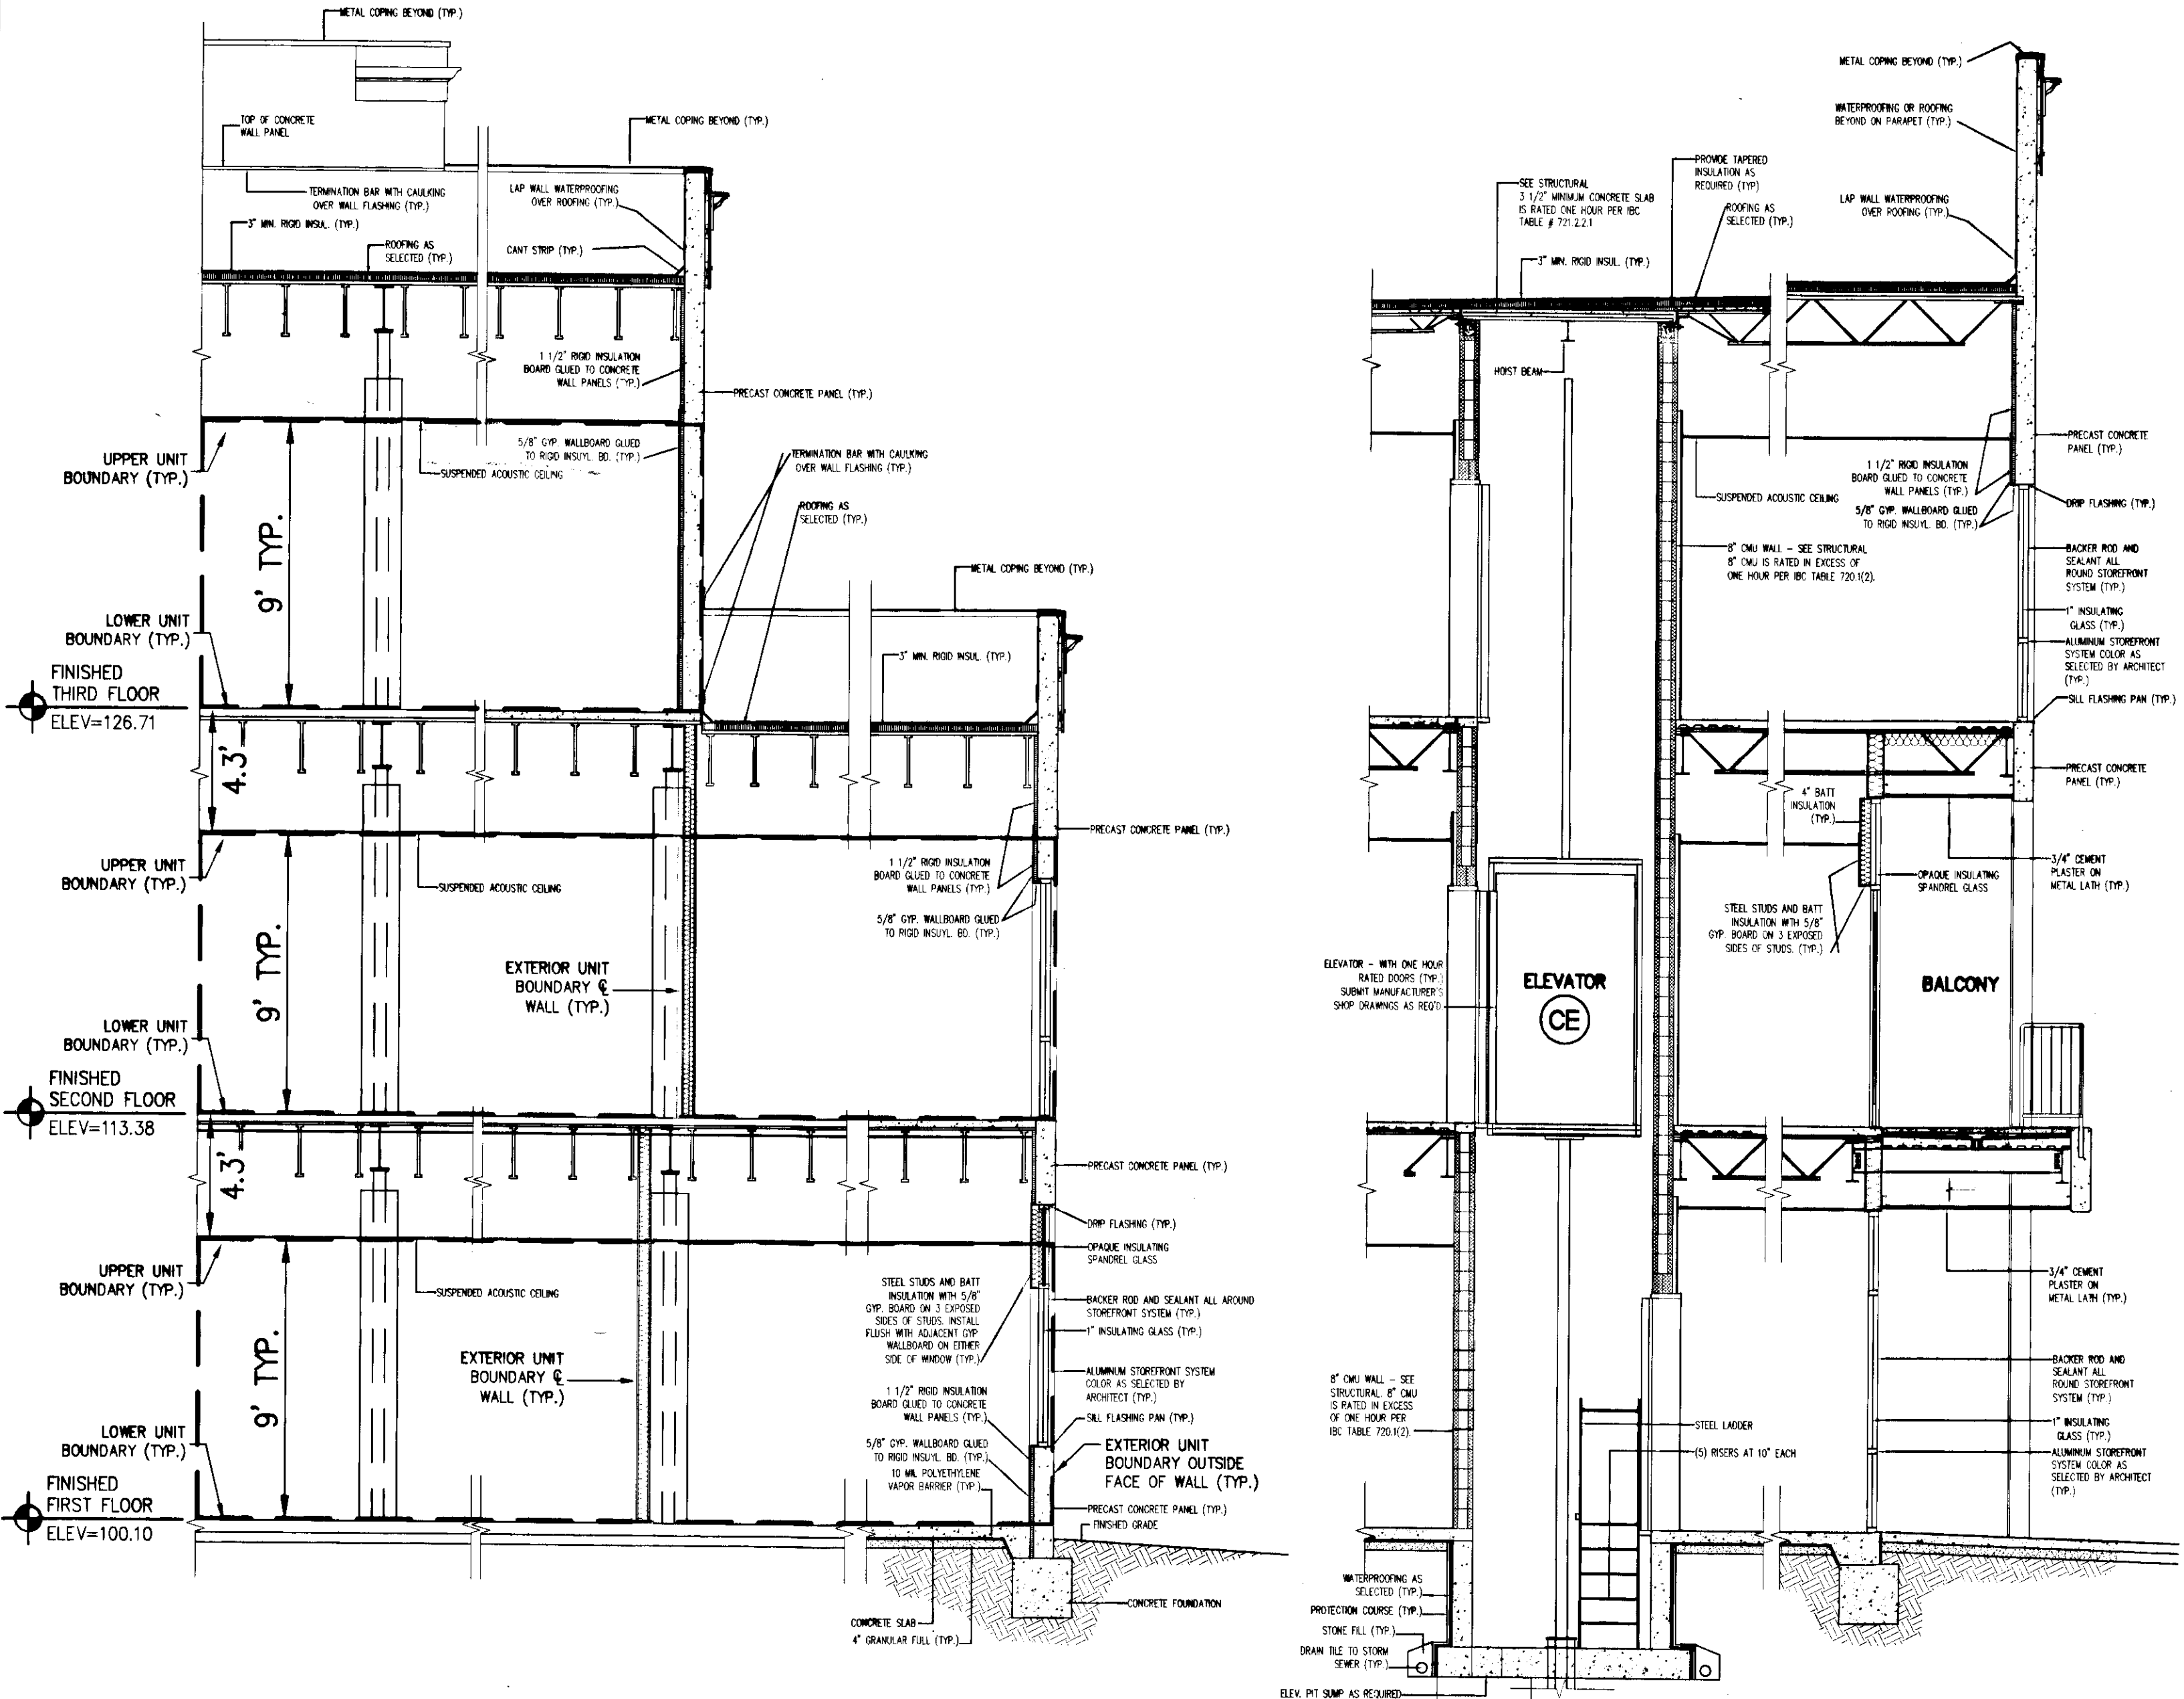 METAL COPING BEYOND (TYP.)
TOP OF CONCRETE
WALL PANEL
METAL COPING BEYOND (TYP.)
TERMINATION BAR WITH CAULKING
OVER WALL FLASHING (TYP.)
LAP WALL WATERPROOFING
OVER ROOFING (TYP.)
3" MIN. RIGID INSUL. (TYP.)
ROOFING AS
SELECTED (TYP.)
CANT STRIP (TYP.)
1 1/2" RIGID INSULATION
BOARD GLUED TO CONCRETE
WALL PANELS (TYP.)
PRECAST CONCRETE PANEL (TYP.)
UPPER UNIT
BOUNDARY (TYP.)
5/8" GYP. WALLBOARD GLUED
TO RIGID INSUYL. BD. (TYP.)
SUSPENDED ACOUSTIC CEILING
TERMINATION BAR WITH CAULKING
OVER WALL FLASHING (TYP.)
ROOFING AS
SELECTED (TYP.)
9' TYP.
METAL COPING BEYOND (TYP.)
LOWER UNIT
BOUNDARY (TYP.)
3" MIN. RIGID INSUL. (TYP.)
FINISHED
THIRD FLOOR
ELEV=126.71
4.3'
UPPER UNIT
BOUNDARY (TYP.)
PRECAST CONCRETE PANEL (TYP.)
1 1/2" RIGID INSULATION
BOARD GLUED TO CONCRETE
WALL PANELS (TYP.)
SUSPENDED ACOUSTIC CEILING
5/8" GYP. WALLBOARD GLUED
TO RIGID INSUYL. BD. (TYP.)
9' TYP.
EXTERIOR UNIT
BOUNDARY ℄
WALL (TYP.)
LOWER UNIT
BOUNDARY (TYP.)
FINISHED
SECOND FLOOR
ELEV=113.38
4.3'
PRECAST CONCRETE PANEL (TYP.)
DRIP FLASHING (TYP.)
OPAQUE INSULATING
SPANDREL GLASS
UPPER UNIT
BOUNDARY (TYP.)
SUSPENDED ACOUSTIC CEILING
STEEL STUDS AND BATT
INSULATION WITH 5/8"
GYP. BOARD ON 3 EXPOSED
SIDES OF STUDS. INSTALL
FLUSH WITH ADJACENT GYP
WALLBOARD ON EITHER
SIDE OF WINDOW (TYP.)
BACKER ROD AND SEALANT ALL AROUND
STOREFRONT SYSTEM (TYP.)
1" INSULATING GLASS (TYP.)
9' TYP.
EXTERIOR UNIT
BOUNDARY ℄
WALL (TYP.)
ALUMINUM STOREFRONT SYSTEM
COLOR AS SELECTED BY
ARCHITECT (TYP.)
1 1/2" RIGID INSULATION
BOARD GLUED TO CONCRETE
WALL PANELS (TYP.)
SILL FLASHING PAN (TYP.)
LOWER UNIT
BOUNDARY (TYP.)
5/8" GYP. WALLBOARD GLUED
TO RIGID INSUYL. BD. (TYP.)
EXTERIOR UNIT
BOUNDARY OUTSIDE
FACE OF WALL (TYP.)
10 MIL POLYETHYLENE
VAPOR BARRIER (TYP.)
FINISHED
FIRST FLOOR
ELEV=100.10
PRECAST CONCRETE PANEL (TYP.)
FINISHED GRADE
CONCRETE FOUNDATION
CONCRETE SLAB
4" GRANULAR FULL (TYP.)
METAL COPING BEYOND (TYP.)
WATERPROOFING OR ROOFING
BEYOND ON PARAPET (TYP.)
SEE STRUCTURAL
3 1/2" MINIMUM CONCRETE SLAB
IS RATED ONE HOUR PER IBC
TABLE # 721.2.2.1
PROVIDE TAPERED
INSULATION AS
REQUIRED (TYP)
ROOFING AS
SELECTED (TYP.)
LAP WALL WATERPROOFING
OVER ROOFING (TYP.)
3" MIN. RIGID INSUL. (TYP.)
HOIST BEAM
PRECAST CONCRETE
PANEL (TYP.)
1 1/2" RIGID INSULATION
BOARD GLUED TO CONCRETE
WALL PANELS (TYP.)
SUSPENDED ACOUSTIC CEILING
DRIP FLASHING (TYP.)
5/8" GYP. WALLBOARD GLUED
TO RIGID INSUYL. BD. (TYP.)
8" CMU WALL - SEE STRUCTURAL
8" CMU IS RATED IN EXCESS OF
ONE HOUR PER IBC TABLE 720.1(2).
BACKER ROD AND
SEALANT ALL
ROUND STOREFRONT
SYSTEM (TYP.)
1" INSULATING
GLASS (TYP.)
ALUMINUM STOREFRONT
SYSTEM COLOR AS
SELECTED BY ARCHITECT
(TYP.)
SILL FLASHING PAN (TYP.)
PRECAST CONCRETE
PANEL (TYP.)
4" BATT
INSULATION
(TYP.)
3/4" CEMENT
PLASTER ON
METAL LATH (TYP.)
OPAQUE INSULATING
SPANDREL GLASS
STEEL STUDS AND BATT
INSULATION WITH 5/8"
GYP. BOARD ON 3 EXPOSED
SIDES OF STUDS. (TYP.)
ELEVATOR - WITH ONE HOUR
RATED DOORS (TYP.)
SUBMIT MANUFACTURER'S
SHOP DRAWINGS AS REQ'D.
ELEVATOR
CE
BALCONY
3/4" CEMENT
PLASTER ON
METAL LATH (TYP.)
8" CMU WALL - SEE
STRUCTURAL. 8" CMU
IS RATED IN EXCESS
OF ONE HOUR PER
IBC TABLE 720.1(2).
STEEL LADDER
(5) RISERS AT 10" EACH
BACKER ROD AND
SEALANT ALL
ROUND STOREFRONT
SYSTEM (TYP.)
1" INSULATING
GLASS (TYP.)
ALUMINUM STOREFRONT
SYSTEM COLOR AS
SELECTED BY ARCHITECT
(TYP.)
WATERPROOFING AS
SELECTED (TYP.)
PROTECTION COURSE (TYP.)
STONE FILL (TYP.)
DRAIN TILE TO STORM
SEWER (TYP.)
ELEV. PIT SUMP AS REQUIRED